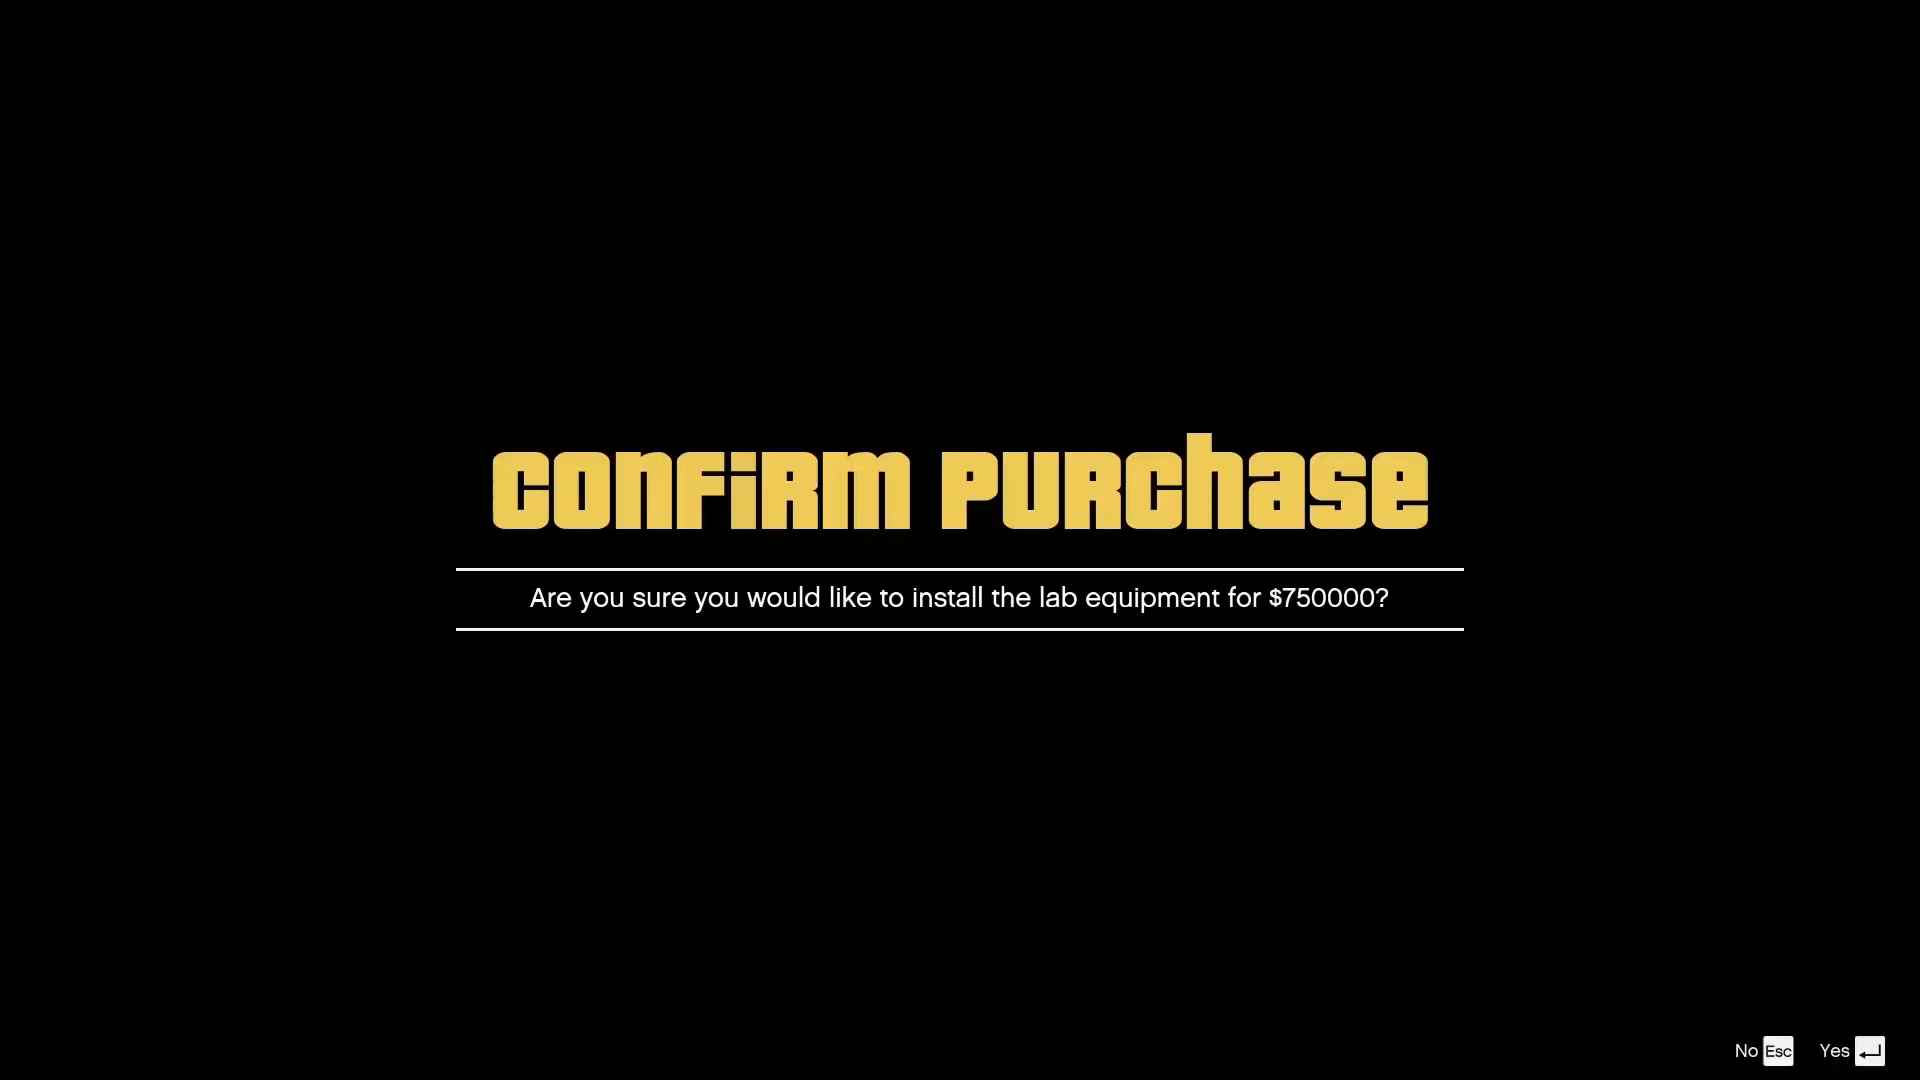 confirm purchase
Are you sure you would like to install the lab equipment for $750000?
No Esc Yes